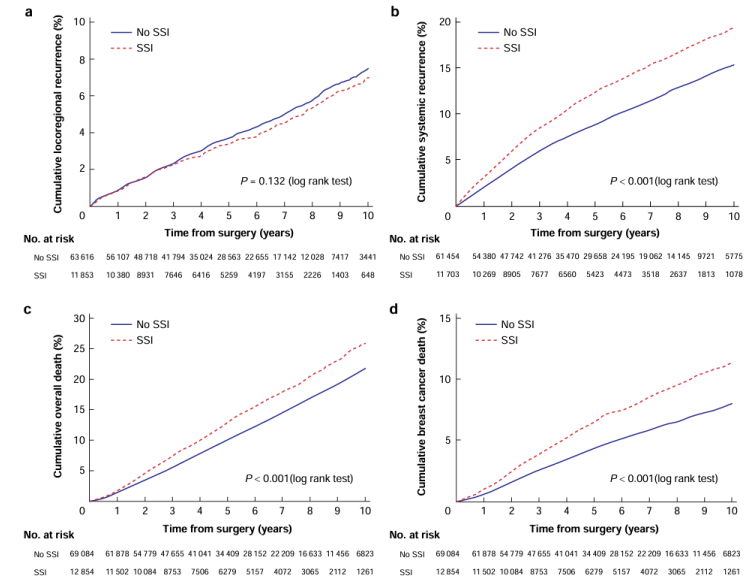 a
Cumulative locoregional recurrence (%)
10
8
6
4
2
0
No SSI
SSI
P = 0.132 (log rank test)
1 2 3 4 5 6 7 8 9 10
Time from surgery (years)
No. at risk
No SSI 63 616 56 107 48 718 41 794 35 024 28 563 22 655 17 142 12 028 7417 3441
SSI 11 853 10 380 8931 7646 6416 5259 4197 3155 2226 1403 648
b
Cumulative systemic recurrence (%)
20
15
10
5
0
No SSI
SSI
P < 0.001(log rank test)
1 2 3 4 5 6 7 8 9 10
Time from surgery (years)
No. at risk
No SSI 61 454 54 380 47 742 41 276 35 470 29 658 24 195 19 062 14 145 9721 5775
SSI 11 703 10 269 8905 7677 6560 5423 4473 3518 2637 1813 1078
c
Cumulative overall death (%)
30
25
20
15
10
5
0
No SSI
SSI
P < 0.001(log rank test)
1 2 3 4 5 6 7 8 9 10
Time from surgery (years)
No. at risk
No SSI 69 084 61 878 54 779 47 655 41 041 34 409 28 152 22 209 16 633 11 456 6823
SSI 12 854 11 502 10 084 8753 7506 6279 5157 4072 3065 2112 1261
d
Cumulative breast cancer death (%)
15
10
5
0
No SSI
SSI
P < 0.001(log rank test)
1 2 3 4 5 6 7 8 9 10
Time from surgery (years)
No. at risk
No SSI 69 084 61 878 54 779 47 655 41 041 34 409 28 152 22 209 16 633 11 456 6823
SSI 12 854 11 502 10 084 8753 7506 6279 5157 4072 3065 2112 1261